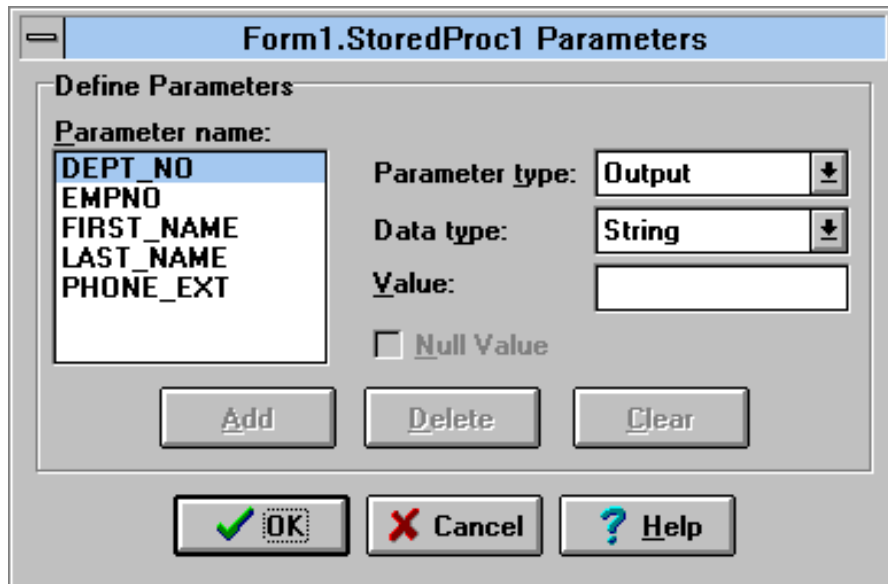 Form1.StoredProc1 Parameters
Define Parameters
Parameter name:
DEPT_NO
EMPNO
FIRST_NAME
LAST_NAME
PHONE_EXT
Parameter type:
Output
Data type:
String
Value:
Null Value
Add
Delete
Clear
OK
Cancel
Help